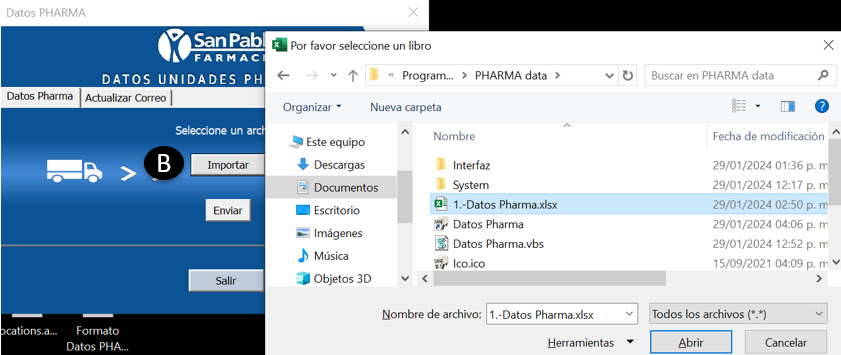 Datos PHARMA
San Pabl
FARMAC
DATOS UNIDADES PH
Datos Pharma
Actualizar Correo
Seleccione un arch
B
Importar
Enviar
Salir
ocations.a...
Formato
Datos PHA...
Por favor seleccione un libro
« Program... > PHARMA data >
Buscar en PHARMA data
Organizar
Nueva carpeta
Este equipo
Descargas
Documentos
Escritorio
Imágenes
Música
Objetos 3D
Nombre Fecha de modificación
Interfaz 29/01/2024 01:36 p. m
System 29/01/2024 12:17 p. m
1.-Datos Pharma.xlsx 29/01/2024 02:50 p. m
Datos Pharma 29/01/2024 04:06 p. m
Datos Pharma.vbs 29/01/2024 12:52 p. m
Ico.ico 15/09/2021 04:09 p. m
Nombre de archivo: 1.-Datos Pharma.xlsx Todos los archivos (*.*)
Herramientas Abrir Cancelar